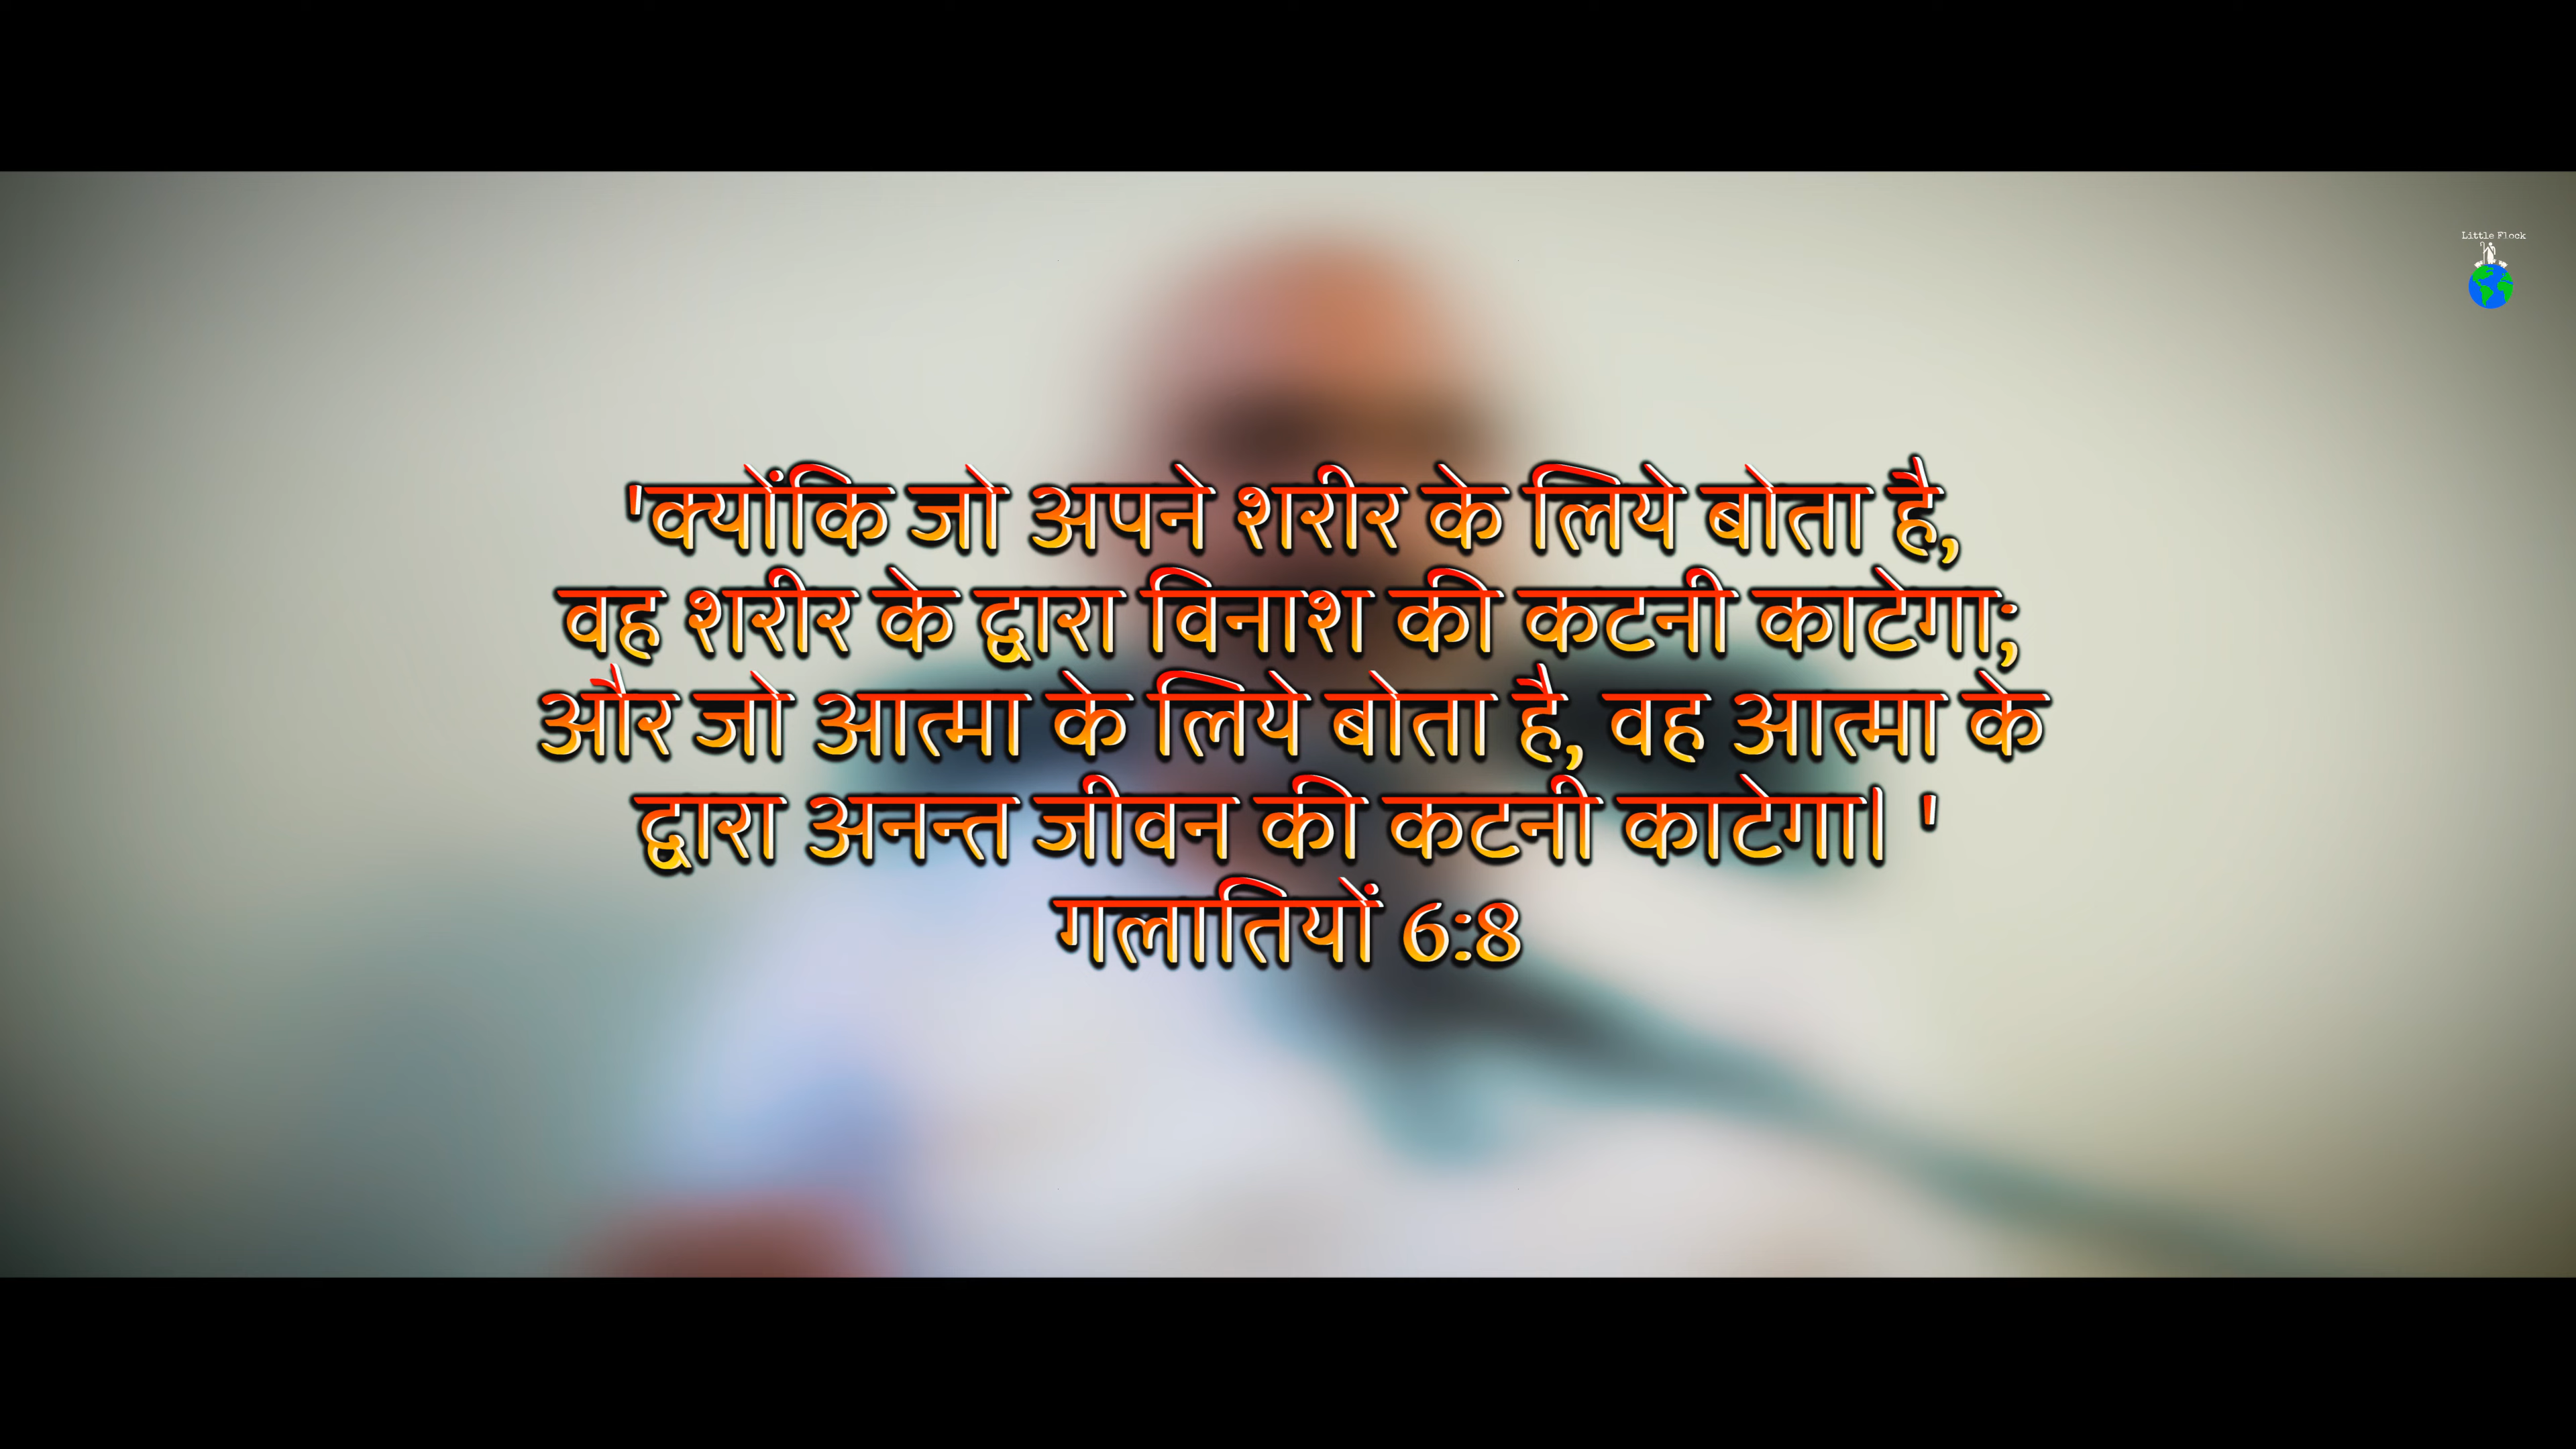 Little Flock
'क्योंकि जो अपने शरीर के लिये बोता है,
वह शरीर के द्वारा विनाश की कटनी काटेगा;
और जो आत्मा के लिये बोता है, वह आत्मा के
द्वारा अनन्त जीवन की कटनी काटेगा। '
गलातियों 6:8